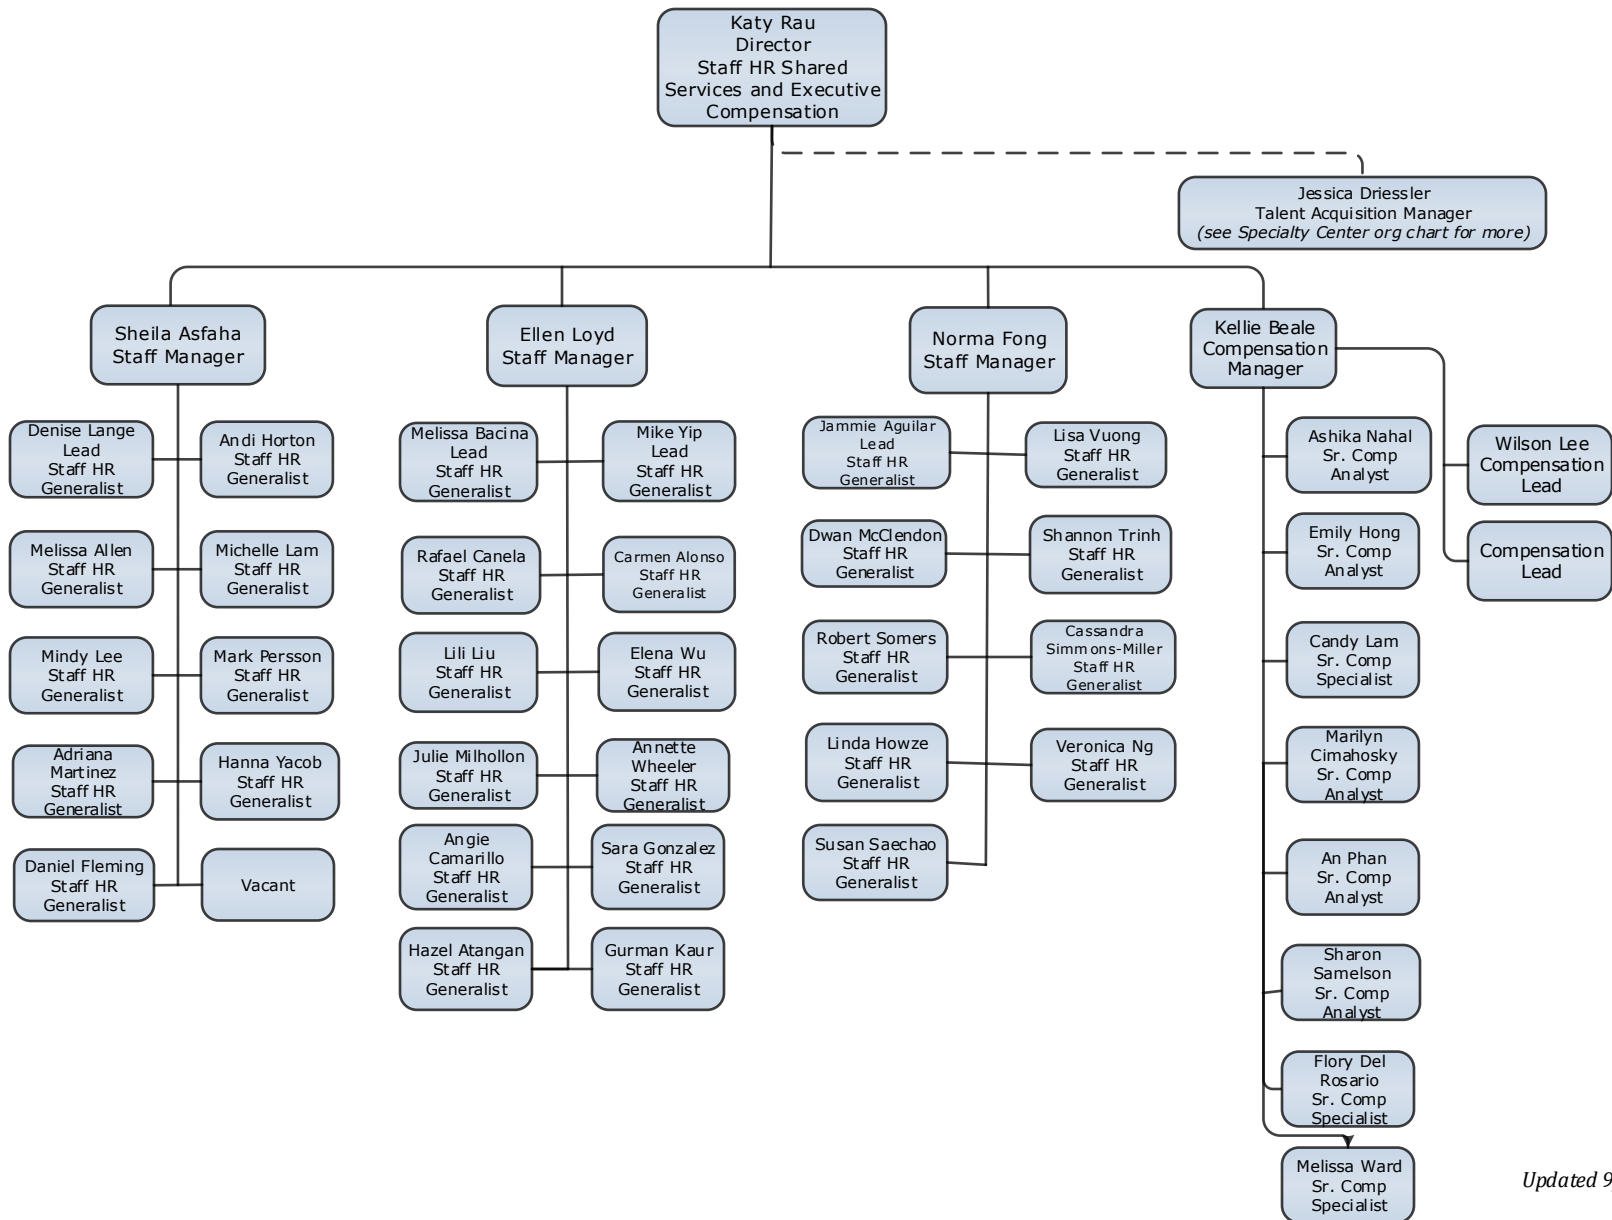 Katy Rau
Director
Staff HR Shared
Services and Executive
Compensation
Jessica Driessler
Talent Acquisition Manager
(see Specialty Center org chart for more)
Sheila Asfaha
Staff Manager
Ellen Loyd
Staff Manager
Norma Fong
Staff Manager
Kellie Beale
Compensation
Manager
Denise Lange
Lead
Staff HR
Generalist
Andi Horton
Staff HR
Generalist
Melissa Allen
Staff HR
Generalist
Michelle Lam
Staff HR
Generalist
Mindy Lee
Staff HR
Generalist
Mark Persson
Staff HR
Generalist
Adriana
Martinez
Staff HR
Generalist
Hanna Yacob
Staff HR
Generalist
Daniel Fleming
Staff HR
Generalist
Vacant
Melissa Bacina
Lead
Staff HR
Generalist
Mike Yip
Lead
Staff HR
Generalist
Rafael Canela
Staff HR
Generalist
Carmen Alonso
Staff HR
Generalist
Lili Liu
Staff HR
Generalist
Elena Wu
Staff HR
Generalist
Julie Milhollon
Staff HR
Generalist
Annette
Wheeler
Staff HR
Generalist
Angie
Camarillo
Staff HR
Generalist
Sara Gonzalez
Staff HR
Generalist
Hazel Atangan
Staff HR
Generalist
Gurman Kaur
Staff HR
Generalist
Jammie Aguilar
Lead
Staff HR
Generalist
Lisa Vuong
Staff HR
Generalist
Dwan McClendon
Staff HR
Generalist
Shannon Trinh
Staff HR
Generalist
Robert Somers
Staff HR
Generalist
Cassandra
Simmons-Miller
Staff HR
Generalist
Linda Howze
Staff HR
Generalist
Veronica Ng
Staff HR
Generalist
Susan Saechao
Staff HR
Generalist
Ashika Nahal
Sr. Comp
Analyst
Wilson Lee
Compensation
Lead
Emily Hong
Sr. Comp
Analyst
Compensation
Lead
Candy Lam
Sr. Comp
Specialist
Marilyn
Cimahosky
Sr. Comp
Analyst
An Phan
Sr. Comp
Analyst
Sharon
Samelson
Sr. Comp
Analyst
Flory Del
Rosario
Sr. Comp
Specialist
Melissa Ward
Sr. Comp
Specialist
Updated 9